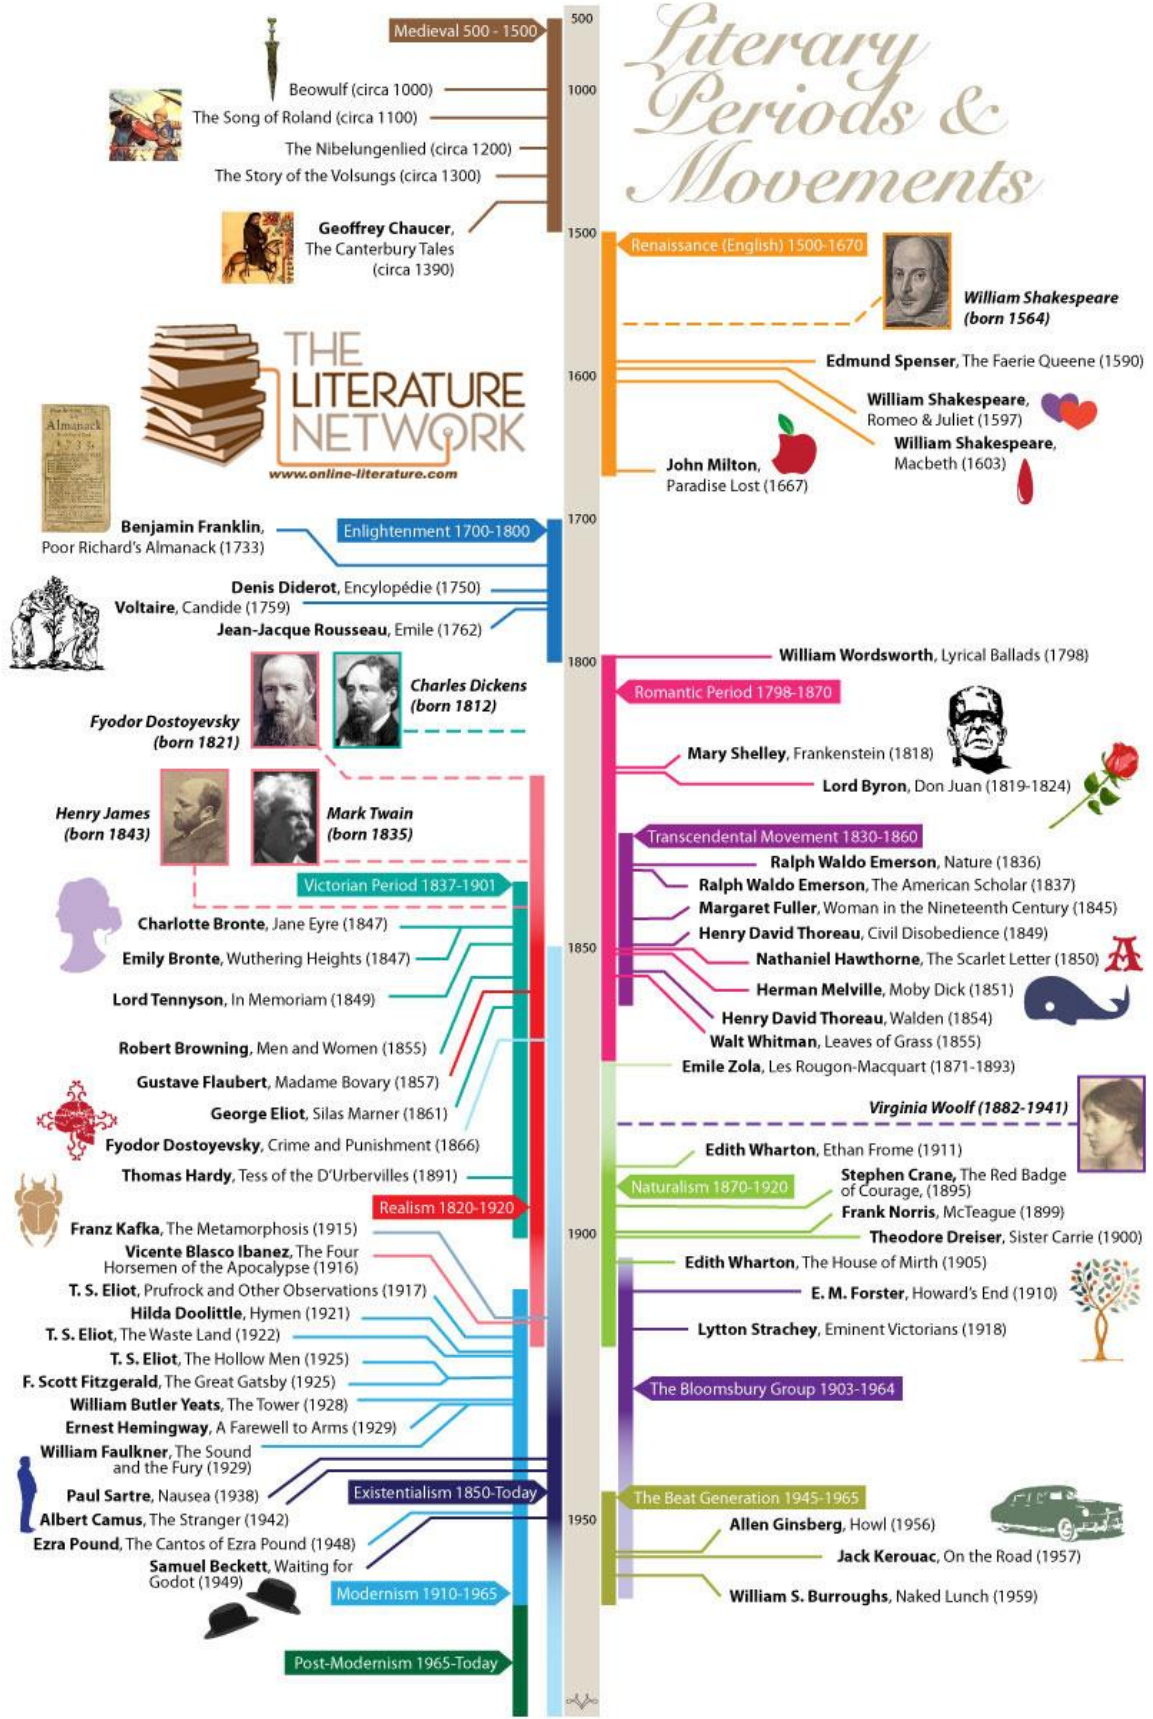 Literary
Periods &
Movements
500
Medieval 500 - 1500
Beowulf (circa 1000)
1000
The Song of Roland (circa 1100)
The Nibelungenlied (circa 1200)
The Story of the Volsungs (circa 1300)
Geoffrey Chaucer,
The Canterbury Tales
(circa 1390)
1500
Renaissance (English) 1500-1670
William Shakespeare
(born 1564)
Edmund Spenser, The Faerie Queene (1590)
1600
William Shakespeare,
Romeo & Juliet (1597)
William Shakespeare,
Macbeth (1603)
John Milton,
Paradise Lost (1667)
THE
LITERATURE
NETWORK
www.online-literature.com
Almanack
1700
Enlightenment 1700-1800
Benjamin Franklin,
Poor Richard's Almanack (1733)
Denis Diderot, Encylopédie (1750)
Voltaire, Candide (1759)
Jean-Jacque Rousseau, Emile (1762)
1800
William Wordsworth, Lyrical Ballads (1798)
Romantic Period 1798-1870
Charles Dickens
(born 1812)
Fyodor Dostoyevsky
(born 1821)
Mary Shelley, Frankenstein (1818)
Lord Byron, Don Juan (1819-1824)
Henry James
(born 1843)
Mark Twain
(born 1835)
Transcendental Movement 1830-1860
Ralph Waldo Emerson, Nature (1836)
Ralph Waldo Emerson, The American Scholar (1837)
Margaret Fuller, Woman in the Nineteenth Century (1845)
Henry David Thoreau, Civil Disobedience (1849)
Nathaniel Hawthorne, The Scarlet Letter (1850)
A
Herman Melville, Moby Dick (1851)
Henry David Thoreau, Walden (1854)
Walt Whitman, Leaves of Grass (1855)
Victorian Period 1837-1901
Charlotte Bronte, Jane Eyre (1847)
1850
Emily Bronte, Wuthering Heights (1847)
Lord Tennyson, In Memoriam (1849)
Robert Browning, Men and Women (1855)
Gustave Flaubert, Madame Bovary (1857)
George Eliot, Silas Marner (1861)
Fyodor Dostoyevsky, Crime and Punishment (1866)
Thomas Hardy, Tess of the D'Urbervilles (1891)
Emile Zola, Les Rougon-Macquart (1871-1893)
Virginia Woolf (1882-1941)
Edith Wharton, Ethan Frome (1911)
Naturalism 1870-1920
Stephen Crane, The Red Badge
of Courage, (1895)
Frank Norris, McTeague (1899)
Theodore Dreiser, Sister Carrie (1900)
Edith Wharton, The House of Mirth (1905)
E. M. Forster, Howard's End (1910)
Lytton Strachey, Eminent Victorians (1918)
The Bloomsbury Group 1903-1964
Realism 1820-1920
1900
Franz Kafka, The Metamorphosis (1915)
Vicente Blasco Ibanez, The Four
Horsemen of the Apocalypse (1916)
T. S. Eliot, Prufrock and Other Observations (1917)
Hilda Doolittle, Hymen (1921)
T. S. Eliot, The Waste Land (1922)
T. S. Eliot, The Hollow Men (1925)
F. Scott Fitzgerald, The Great Gatsby (1925)
William Butler Yeats, The Tower (1928)
Ernest Hemingway, A Farewell to Arms (1929)
William Faulkner, The Sound
and the Fury (1929)
Existentialism 1850-Today
Paul Sartre, Nausea (1938)
Albert Camus, The Stranger (1942)
1950
Ezra Pound, The Cantos of Ezra Pound (1948)
Samuel Beckett, Waiting for
Godot (1949)
Modernism 1910-1965
Post-Modernism 1965-Today
The Beat Generation 1945-1965
Allen Ginsberg, Howl (1956)
Jack Kerouac, On the Road (1957)
William S. Burroughs, Naked Lunch (1959)